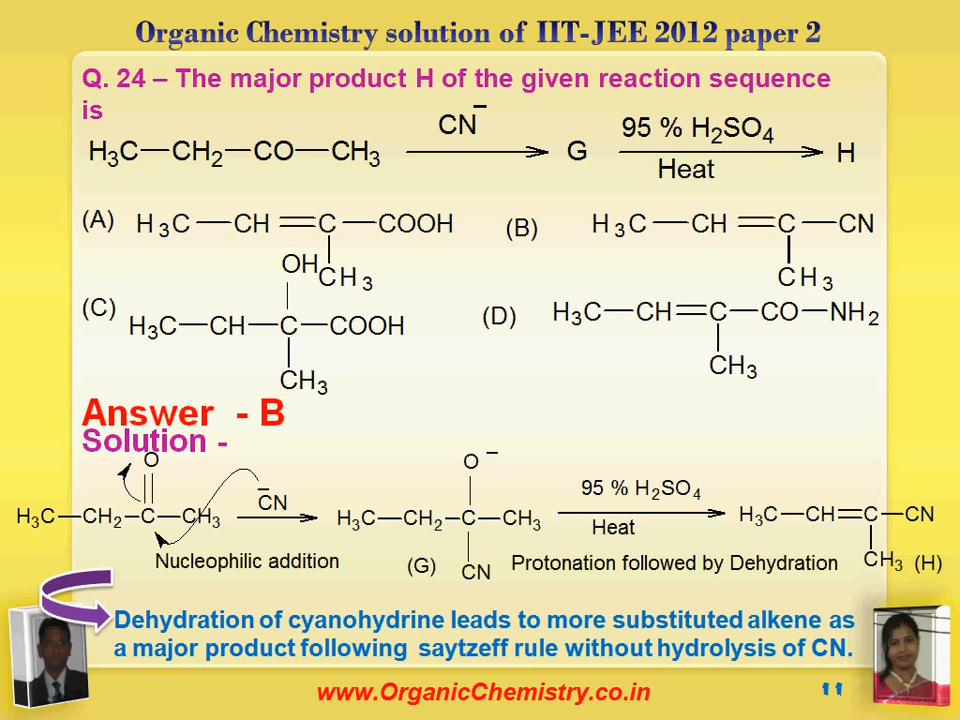 Organic Chemistry solution of IIT-JEE 2012 paper 2
Q. 24 – The major product H of the given reaction sequence
is
H3C—CH2—CO—CH3 CN− G 95 % H2SO4 Heat H
(A) H3C—CH=C—COOH
CH3
(B) H3C—CH=C—CN
CH3
(C) OH
H3C—CH—C—COOH
CH3
(D) H3C—CH=C—CO—NH2
CH3
Answer - B
Solution -
O
H3C—CH2—C—CH3
CN
Nucleophilic addition
O −
H3C—CH2—C—CH3
CN
(G)
95 % H2SO4
Heat
Protonation followed by Dehydration
H3C—CH=C—CN
CH3 (H)
Dehydration of cyanohydrine leads to more substituted alkene as
a major product following saytzeff rule without hydrolysis of CN.
www.OrganicChemistry.co.in
11